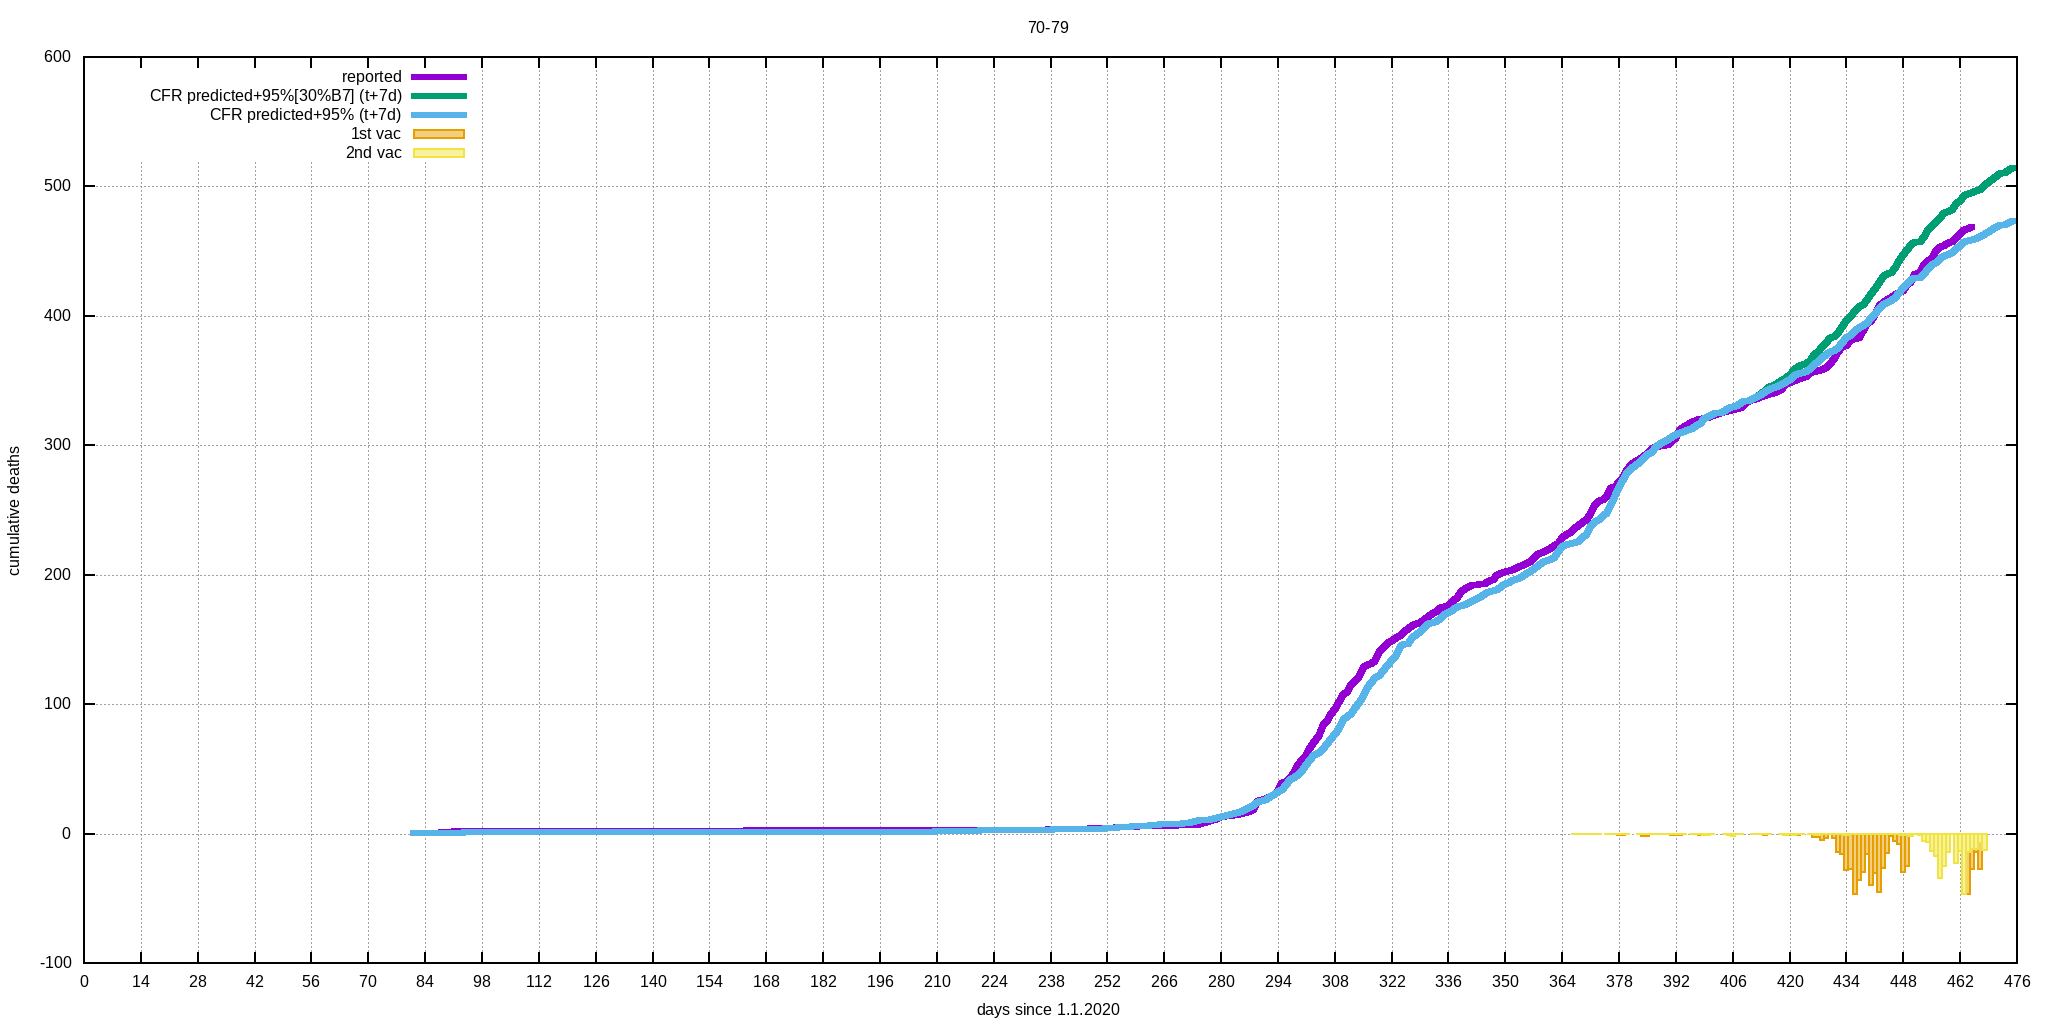 70-79
600
500
400
300
200
100
0
-100
cumulative deaths
reported
CFR predicted+95%[30%B7] (t+7d)
CFR predicted+95% (t+7d)
1st vac
2nd vac
0 14 28 42 56 70 84 98 112 126 140 154 168 182 196 210 224 238 252 266 280 294 308 322 336 350 364 378 392 406 420 434 448 462 476
days since 1.1.2020